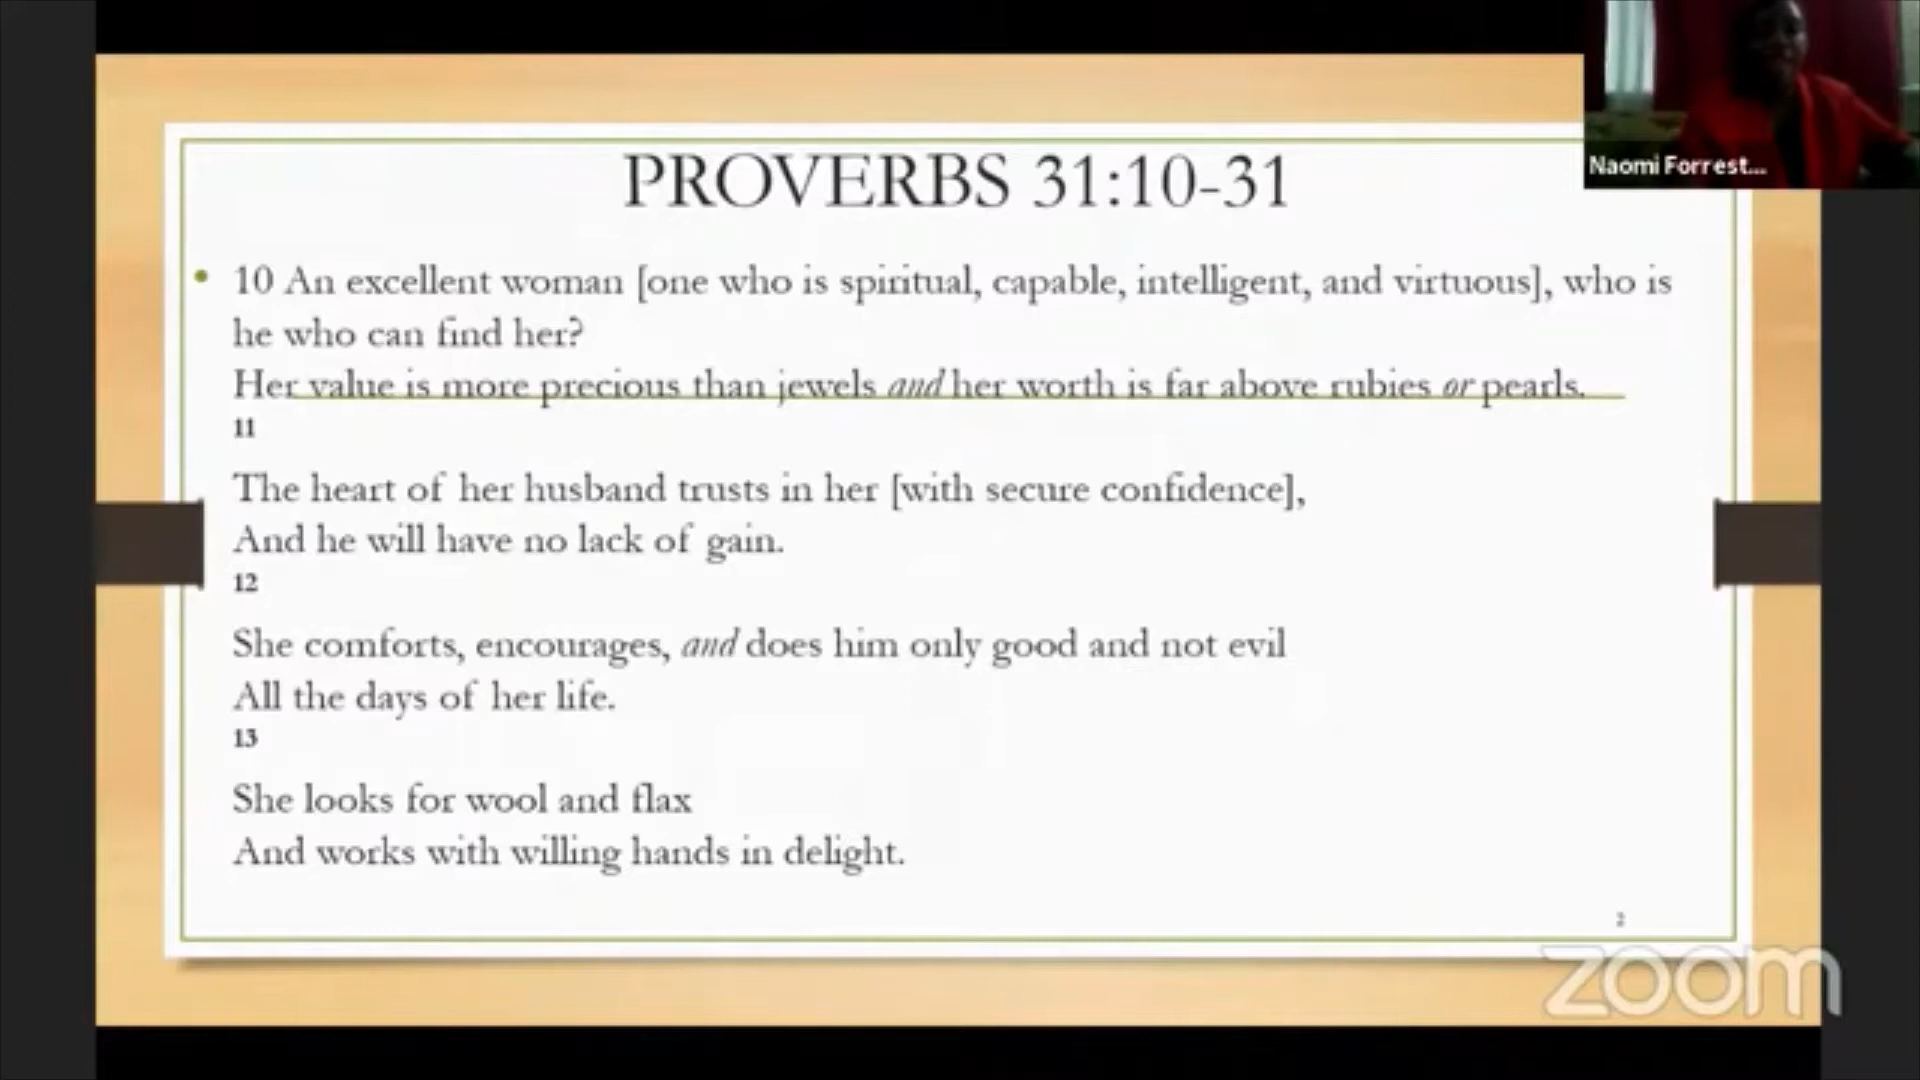 PROVERBS 31:10-31
Naomi Forrest...
• 10 An excellent woman [one who is spiritual, capable, intelligent, and virtuous], who is
he who can find her?
Her value is more precious than jewels and her worth is far above rubies or pearls.
11
The heart of her husband trusts in her [with secure confidence],
And he will have no lack of gain.
12
She comforts, encourages, and does him only good and not evil
All the days of her life.
13
She looks for wool and flax
And works with willing hands in delight.
2
zoom